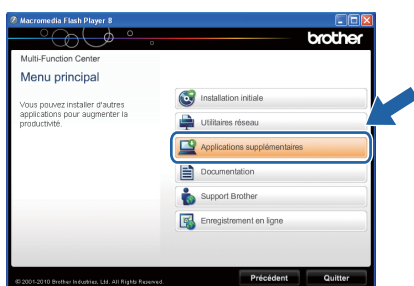 Macromedia Flash Player 8
brother
Multi-Function Center
Menu principal
Vous pouvez installer d'autres
applications pour augmenter la
productivité.
Installation initiale
Utilitaires réseau
Applications supplémentaires
Documentation
Support Brother
Enregistrement en ligne
© 2001-2010 Brother Industries, Ltd. All Rights Reserved.
Précédent
Quitter